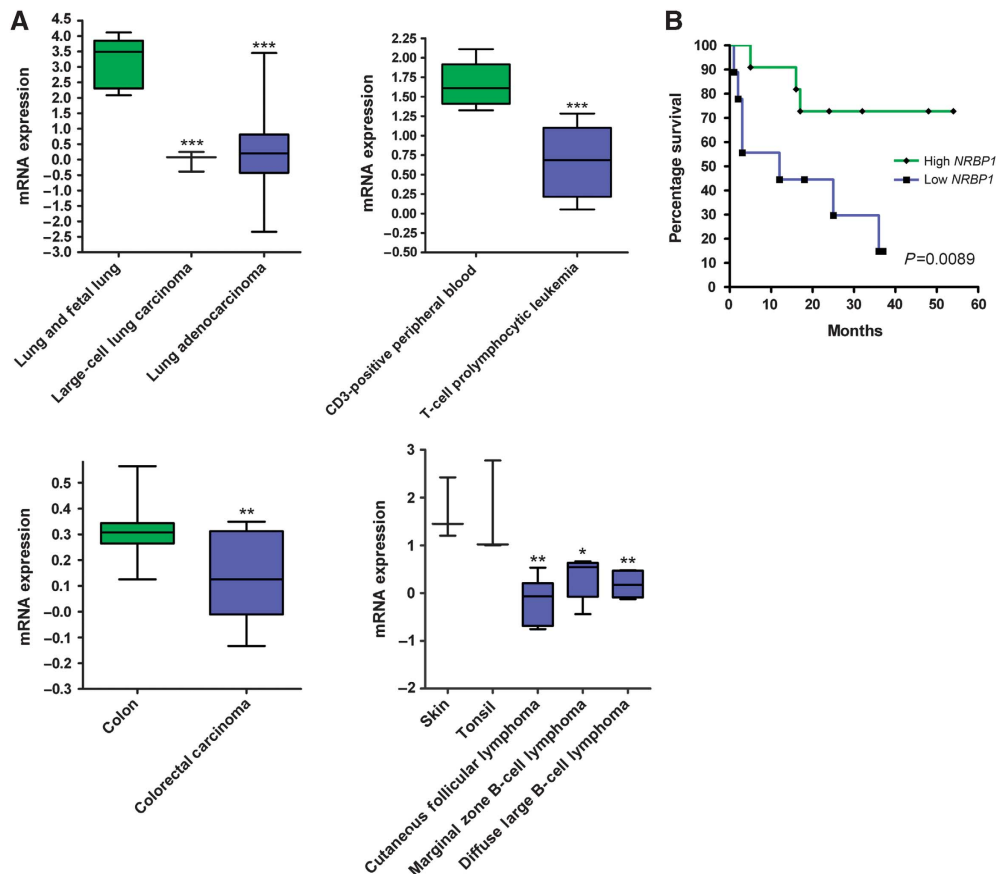 A
mRNA expression
4.5
4.0
3.5
3.0
2.5
2.0
1.5
1.0
0.5
0.0
–0.5
–1.0
–1.5
–2.0
–2.5
–3.0
***
***
Lung and fetal lung
Large-cell lung carcinoma
Lung adenocarcinoma
mRNA expression
2.25
2.00
1.75
1.50
1.25
1.00
0.75
0.50
0.25
0.00
–0.25
–0.50
***
CD3-positive peripheral blood
T-cell prolymphocytic leukemia
B
Percentage survival
100
90
80
70
60
50
40
30
20
10
0
High NRBP1
Low NRBP1
P=0.0089
0 10 20 30 40 50 60
Months
mRNA expression
0.5
0.4
0.3
0.2
0.1
–0.0
–0.1
–0.1
–0.3
**
Colon
Colorectal carcinoma
mRNA expression
3
2
1
0
–1
–2
**
*
**
Skin
Tonsil
Cutaneous follicular lymphoma
Marginal zone B-cell lymphoma
Diffuse large B-cell lymphoma